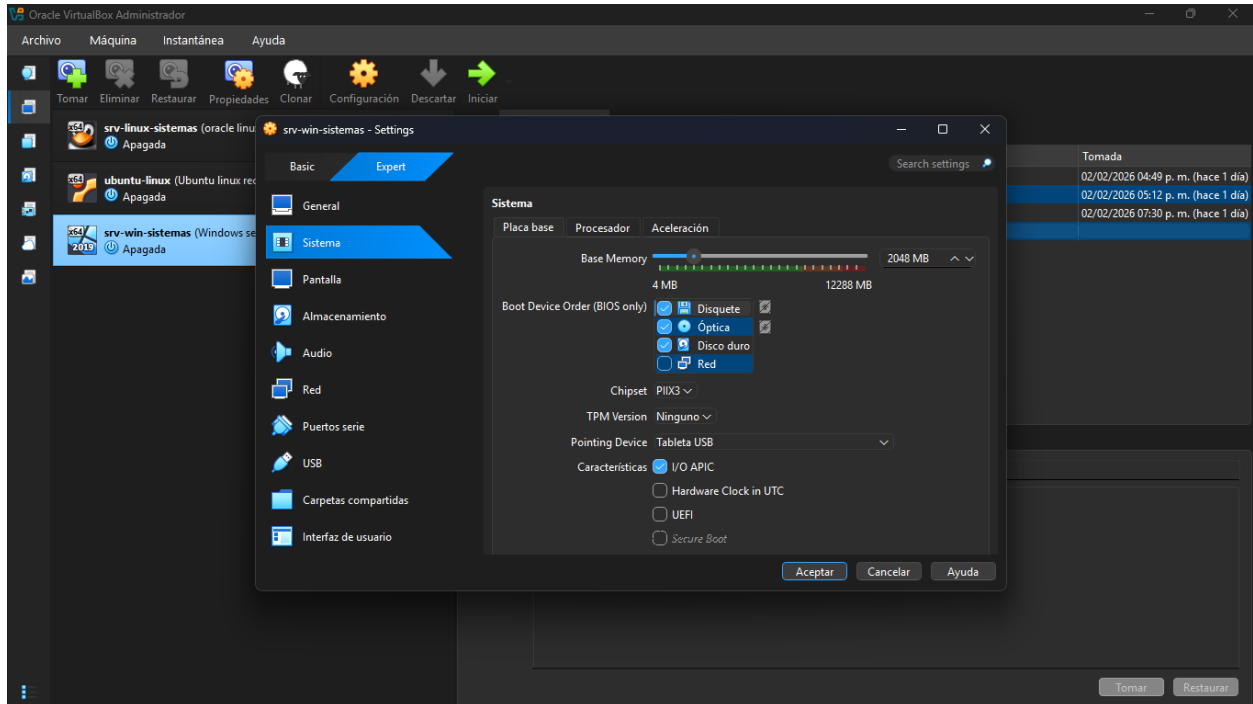 Oracle VirtualBox Administrador
Archivo Máquina Instantánea Ayuda
Tomar Eliminar Restaurar Propiedades Clonar Configuración Descartar Iniciar
srv-linux-sistemas (oracle linu
Apagada
ubuntu-linux (Ubuntu linux rec
Apagada
srv-win-sistemas (Windows se
Apagada
x64
x64
x64
2019
srv-win-sistemas - Settings
Basic Expert
Search settings
General
Sistema
Pantalla
Almacenamiento
Audio
Red
Puertos serie
USB
Carpetas compartidas
Interfaz de usuario
Sistema
Placa base Procesador Aceleración
Base Memory 2048 MB
4 MB 12288 MB
Boot Device Order (BIOS only) Disquete
Óptica
Disco duro
Red
Chipset PIIX3
TPM Version Ninguno
Pointing Device Tableta USB
Características I/O APIC
Hardware Clock in UTC
UEFI
Secure Boot
Aceptar Cancelar Ayuda
Tomada
02/02/2026 04:49 p. m. (hace 1 día)
02/02/2026 05:12 p. m. (hace 1 día)
02/02/2026 07:30 p. m. (hace 1 día)
Tomar Restaurar